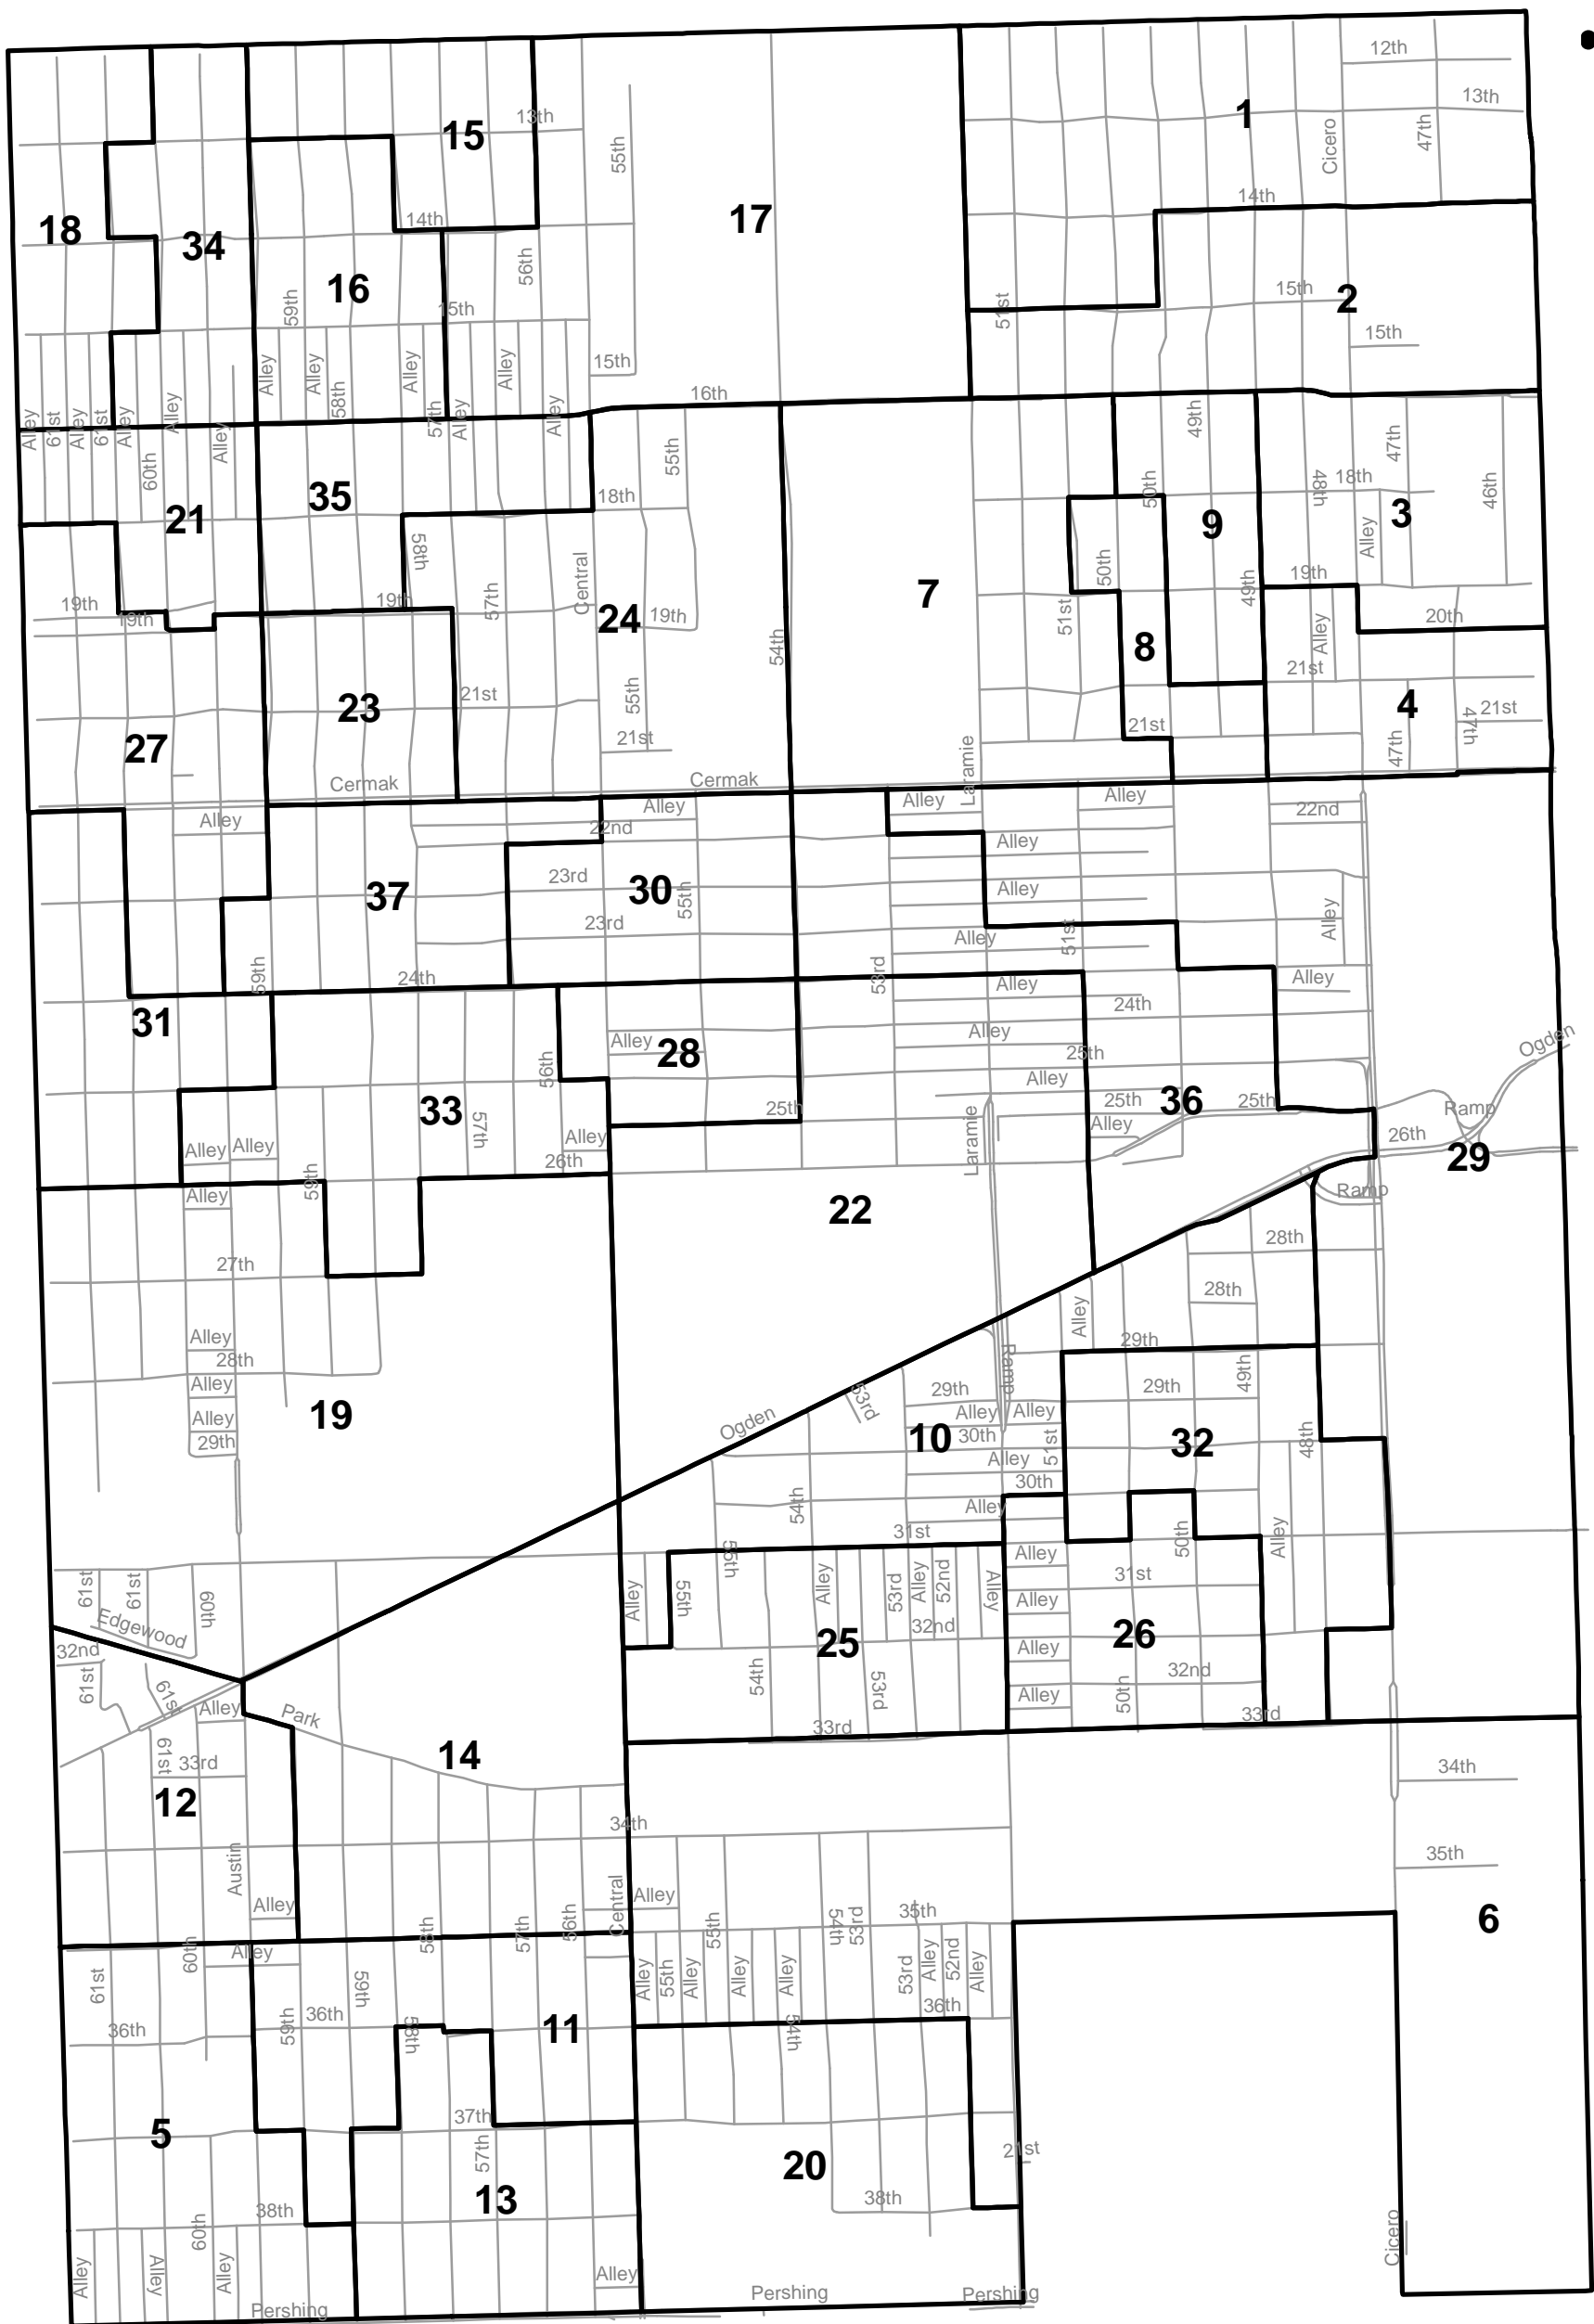 12th
13th
1
47th
Cicero
15
13th
55th
14th
17
18
34
14th
56th
16
59th
15th
51st
15th
2
15th
Alley
Alley
58th
Alley
57th
Alley
Alley
Alley
15th
16th
Alley
61st
Alley
61st
Alley
Alley
Alley
60th
21
35
55th
18th
49th
50th
9
48th
18th
47th
3
46th
Alley
58th
Central
57th
24
19th
7
50th
51st
8
49th
19th
Alley
20th
19th
19th
19th
54th
23
21st
55th
21st
21st
21st
4
47th
47th
21st
27
Cermak
Cermak
Laramie
Alley
Alley
22nd
Alley
Alley
22nd
Alley
37
23rd
30
55th
23rd
Alley
Alley
Alley
51st
Alley
59th
24th
53rd
Alley
Alley
24th
31
Alley
28
Alley
25th
Alley
Ogden
33
56th
57th
25th
25th
36
25th
Alley
Ramp
26th
29
Alley
Alley
Alley
26th
Laramie
59th
Alley
22
Ramp
27th
28th
28th
Alley
28th
Alley
29th
Ramp
Alley
29th
19
Alley
29th
Ogden
53rd
29th
Alley
Alley
10
30th
51st
Alley
30th
49th
32
48th
54th
Alley
31st
55th
50th
Alley
Alley
31st
61st
61st
60th
Alley
55th
Alley
53rd
Alley
52nd
Alley
Alley
Edgewood
32nd
25
32nd
26
Alley
61st
61st
54th
53rd
32nd
50th
Alley
Alley
Park
33rd
33rd
61st
33rd
14
12
34th
34th
35th
Austin
Alley
Central
Alley
58th
57th
56th
55th
54th
53rd
35th
6
60th
Alley
61st
59th
Alley
55th
Alley
Alley
Alley
53rd
Alley
52nd
Alley
36th
36th
59th
36th
58th
11
54th
5
37th
57th
20
21st
13
38th
38th
60th
Alley
Alley
Alley
Alley
Cicero
Pershing
Pershing
Pershing